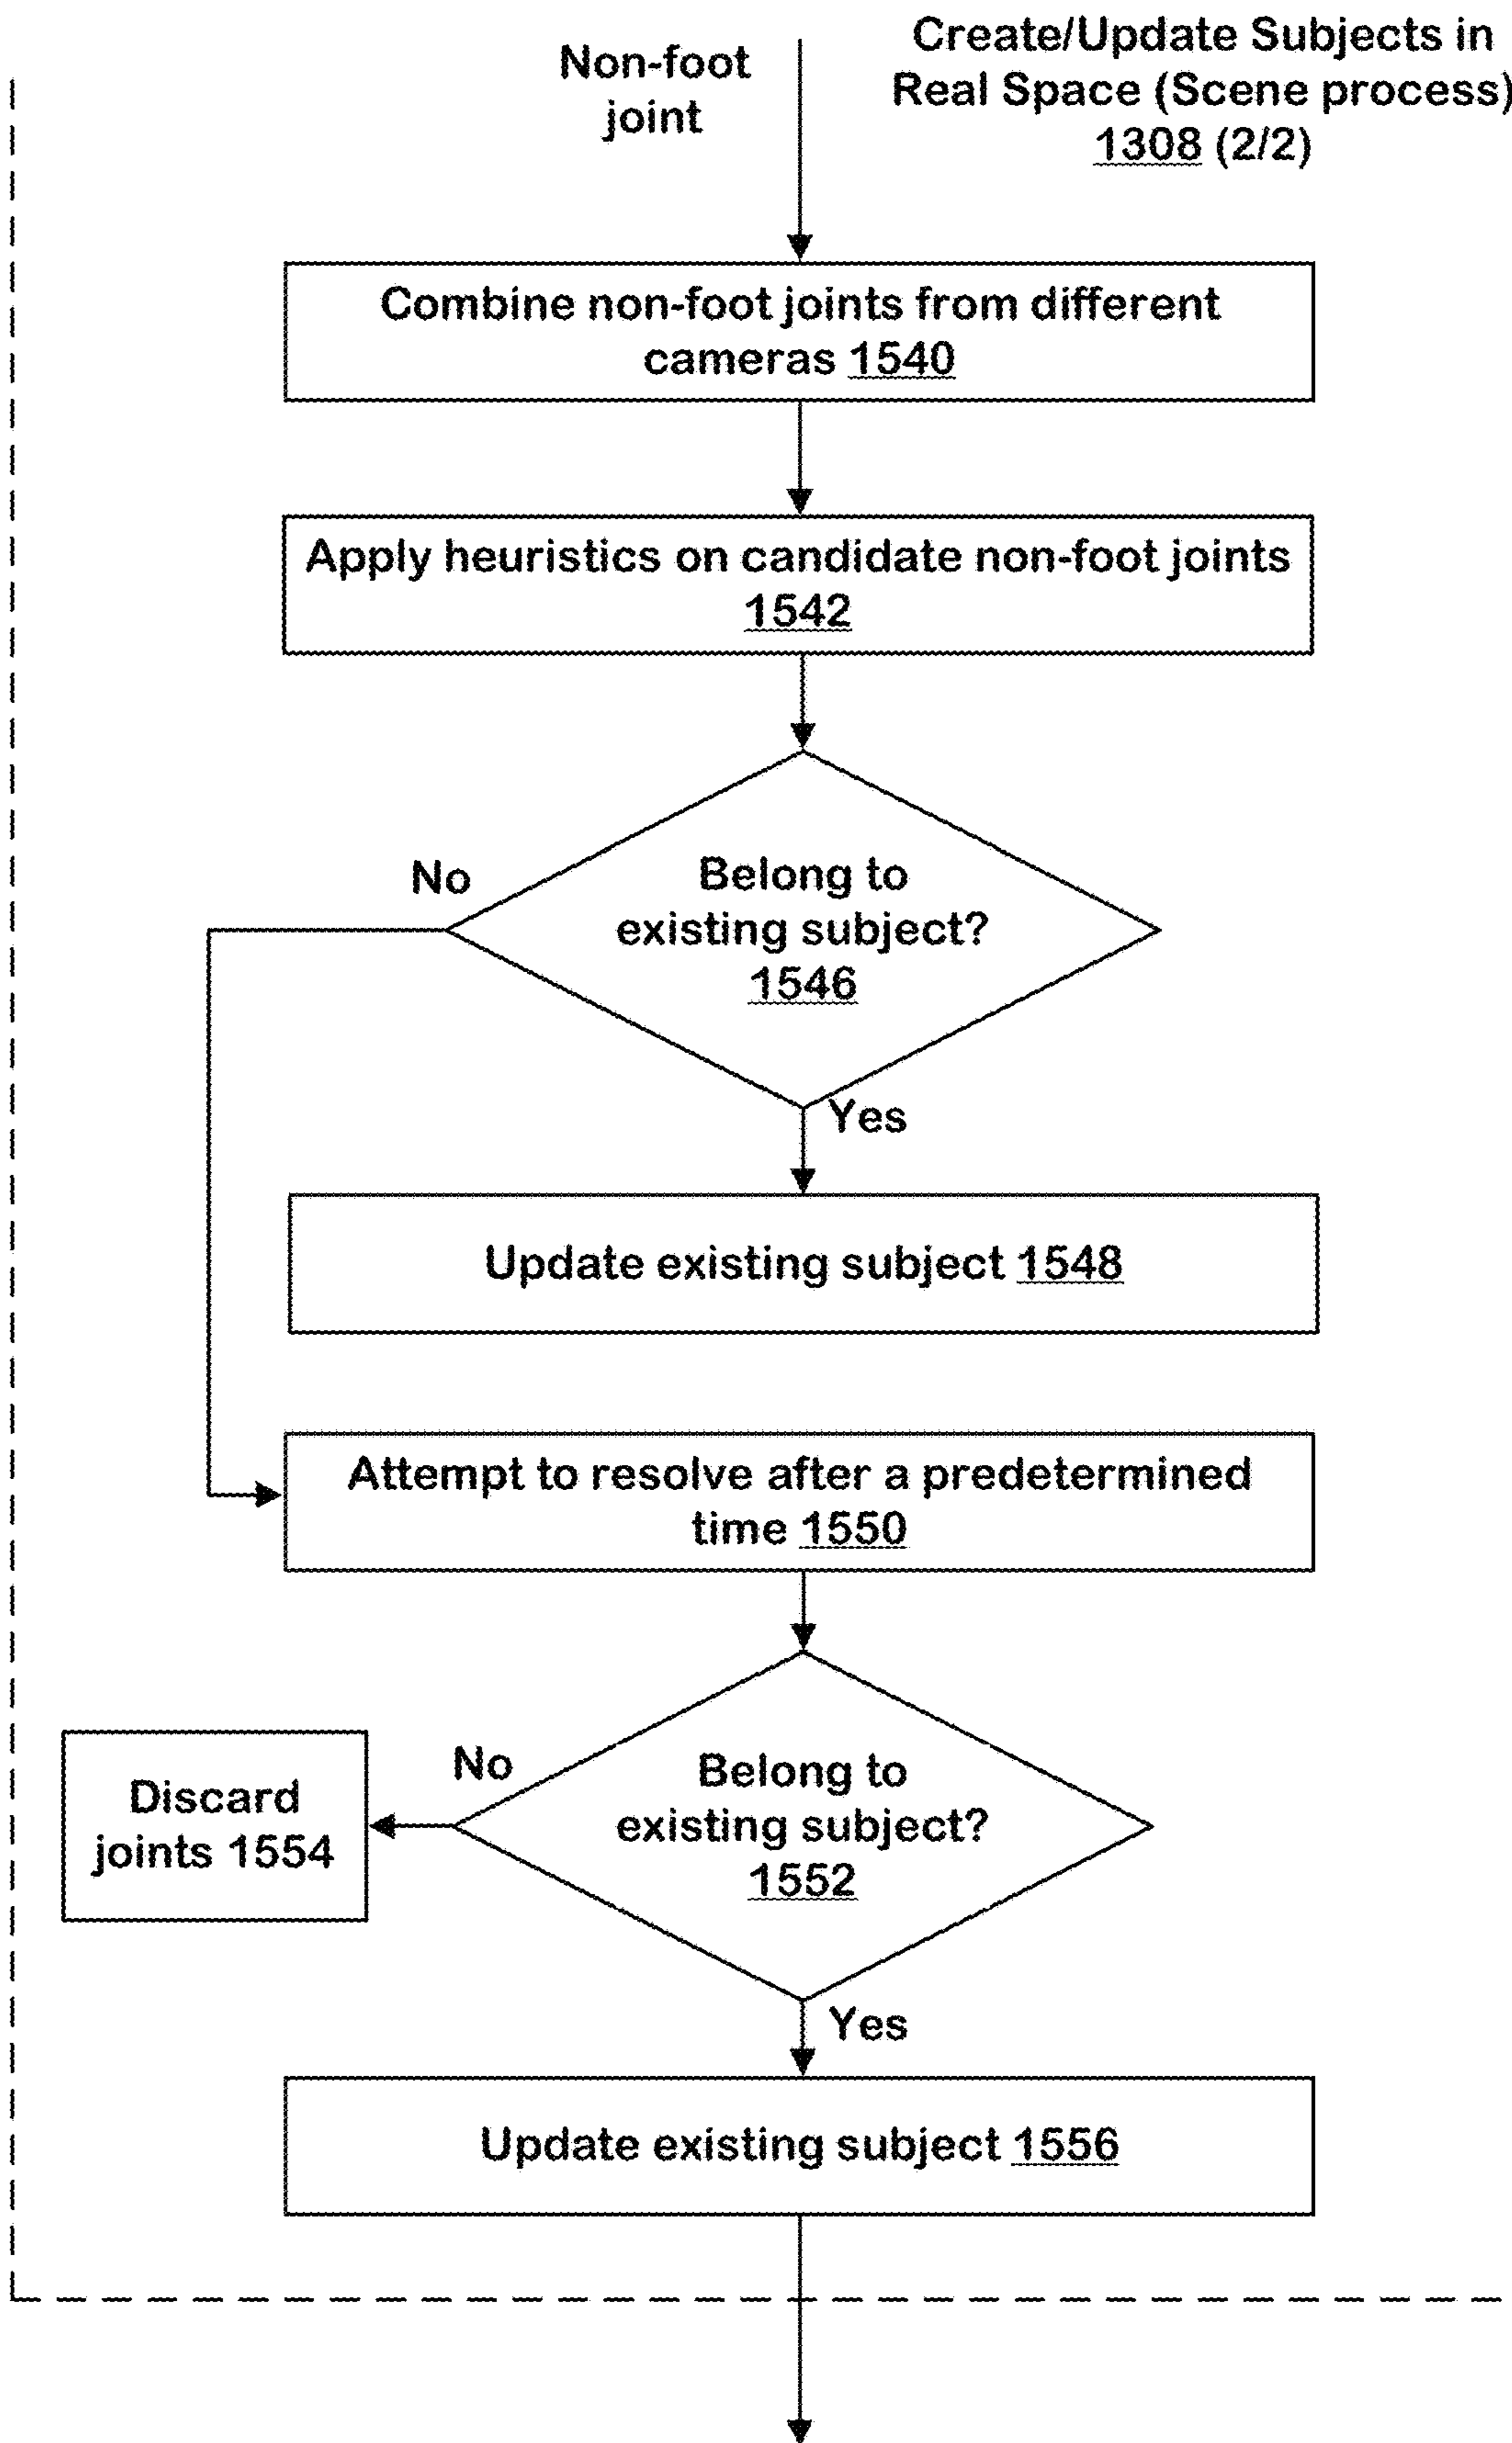 Non-foot
joint
Create/Update Subjects in
Real Space (Scene process)
1308 (2/2)
Combine non-foot joints from different
cameras 1540
Apply heuristics on candidate non-foot joints
1542
No
Belong to
existing subject?
1546
Yes
Update existing subject 1548
Attempt to resolve after a predetermined
time 1550
No
Belong to
existing subject?
1552
Discard
joints 1554
Yes
Update existing subject 1556